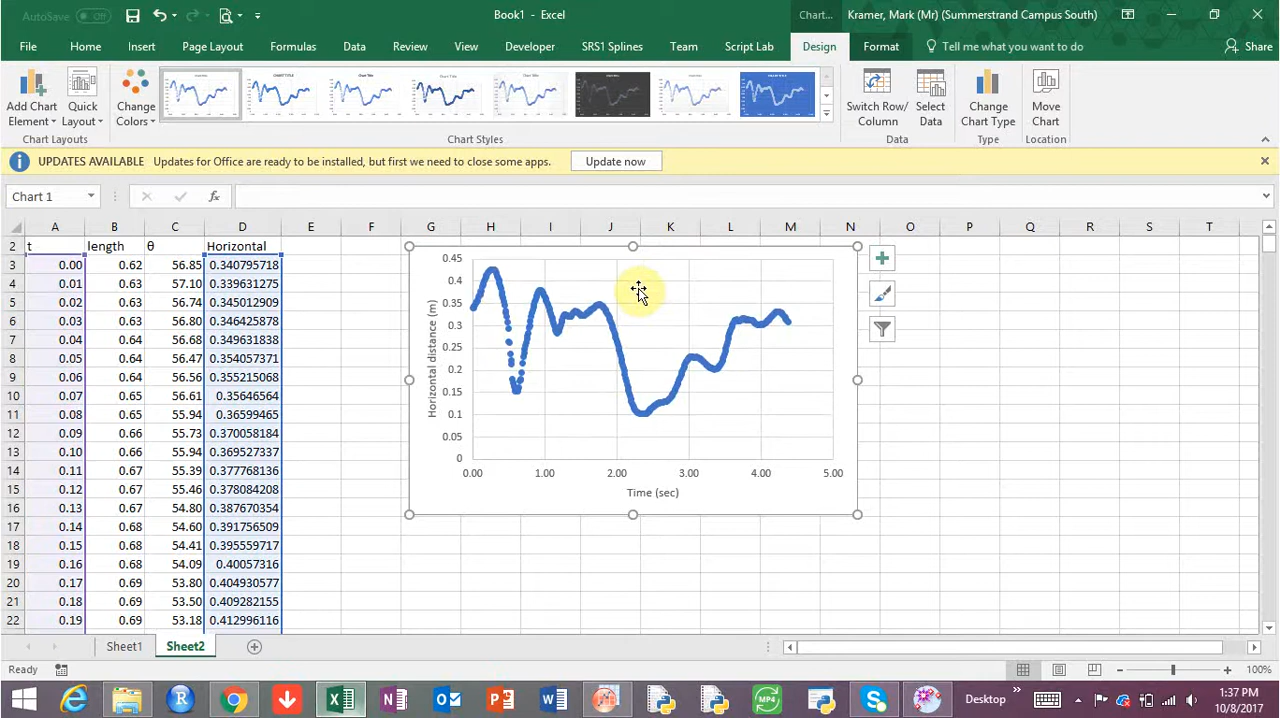 AutoSave Off
Book1 - Excel
Chart...
Kramer, Mark (Mr) (Summerstrand Campus South)
File Home Insert Page Layout Formulas Data Review View Developer SRS1 Splines Team Script Lab Design Format Tell me what you want to do Share
Add Chart Element
Quick Layout
Change Colors
Switch Row/ Column
Select Data
Change Chart Type
Move Chart
Chart Layouts Chart Styles Data Type Location
UPDATES AVAILABLE Updates for Office are ready to be installed, but first we need to close some apps. Update now
Chart 1 fx
A B C D E F G H I J K L M N O P Q R S T
2 t length θ Horizontal
3 0.00 0.62 56.85 0.340795718
4 0.01 0.63 57.10 0.339631275
5 0.02 0.63 56.74 0.345012909
6 0.03 0.63 56.80 0.346425878
7 0.04 0.64 56.68 0.349631838
8 0.05 0.64 56.47 0.354057371
9 0.06 0.64 56.56 0.355215068
10 0.07 0.65 56.61 0.35646564
11 0.08 0.65 55.94 0.36599465
12 0.09 0.66 55.73 0.370058184
13 0.10 0.66 55.94 0.369527337
14 0.11 0.67 55.39 0.377768136
15 0.12 0.67 55.46 0.378084208
16 0.13 0.67 54.80 0.387670354
17 0.14 0.68 54.60 0.391756509
18 0.15 0.68 54.41 0.395559717
19 0.16 0.68 54.09 0.40057316
20 0.17 0.69 53.80 0.404930577
21 0.18 0.69 53.50 0.409282155
22 0.19 0.69 53.18 0.412996116
0.45
0.4
0.35
0.3
0.25
0.2
0.15
0.1
0.05
0
Horizontal distance (m)
0.00 1.00 2.00 3.00 4.00 5.00
Time (sec)
Sheet1 Sheet2
Ready
100%
Desktop
1:37 PM
10/8/2017